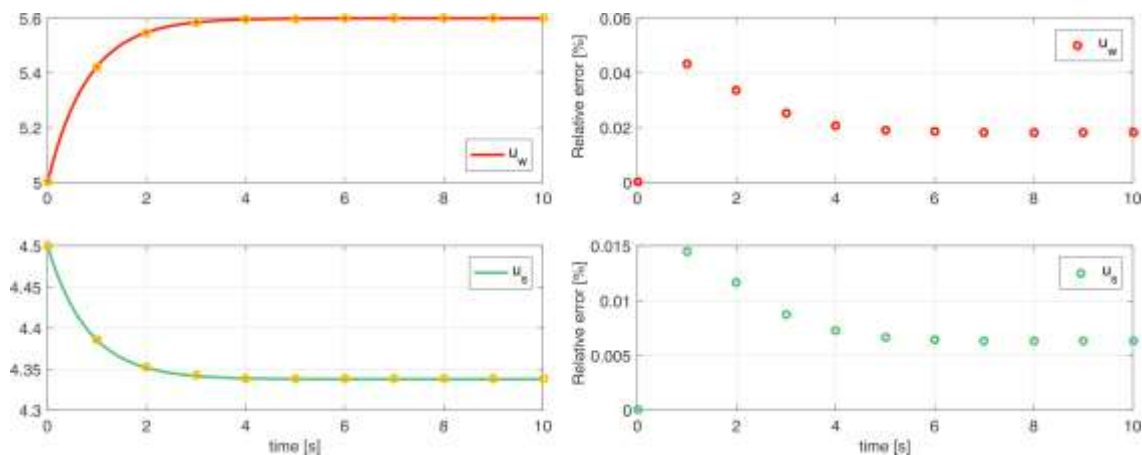 5.6
5.4
5.2
5
0 2 4 6 8 10
u_w
Relative error [%]
0.06
0.04
0.02
0
0 2 4 6 8 10
u_w
4.5
4.45
4.4
4.35
4.3
0 2 4 6 8 10
time [s]
u_s
Relative error [%]
0.015
0.01
0.005
0
0 2 4 6 8 10
time [s]
u_s